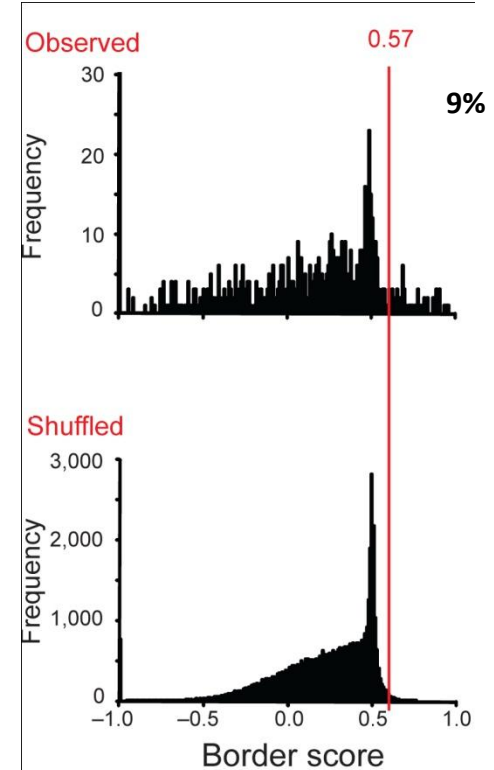 Observed
0.57
9%
Frequency
30
20
10
0
Shuffled
Frequency
3,000
2,000
1,000
0
–1.0 –0.5 0.0 0.5 1.0
Border score